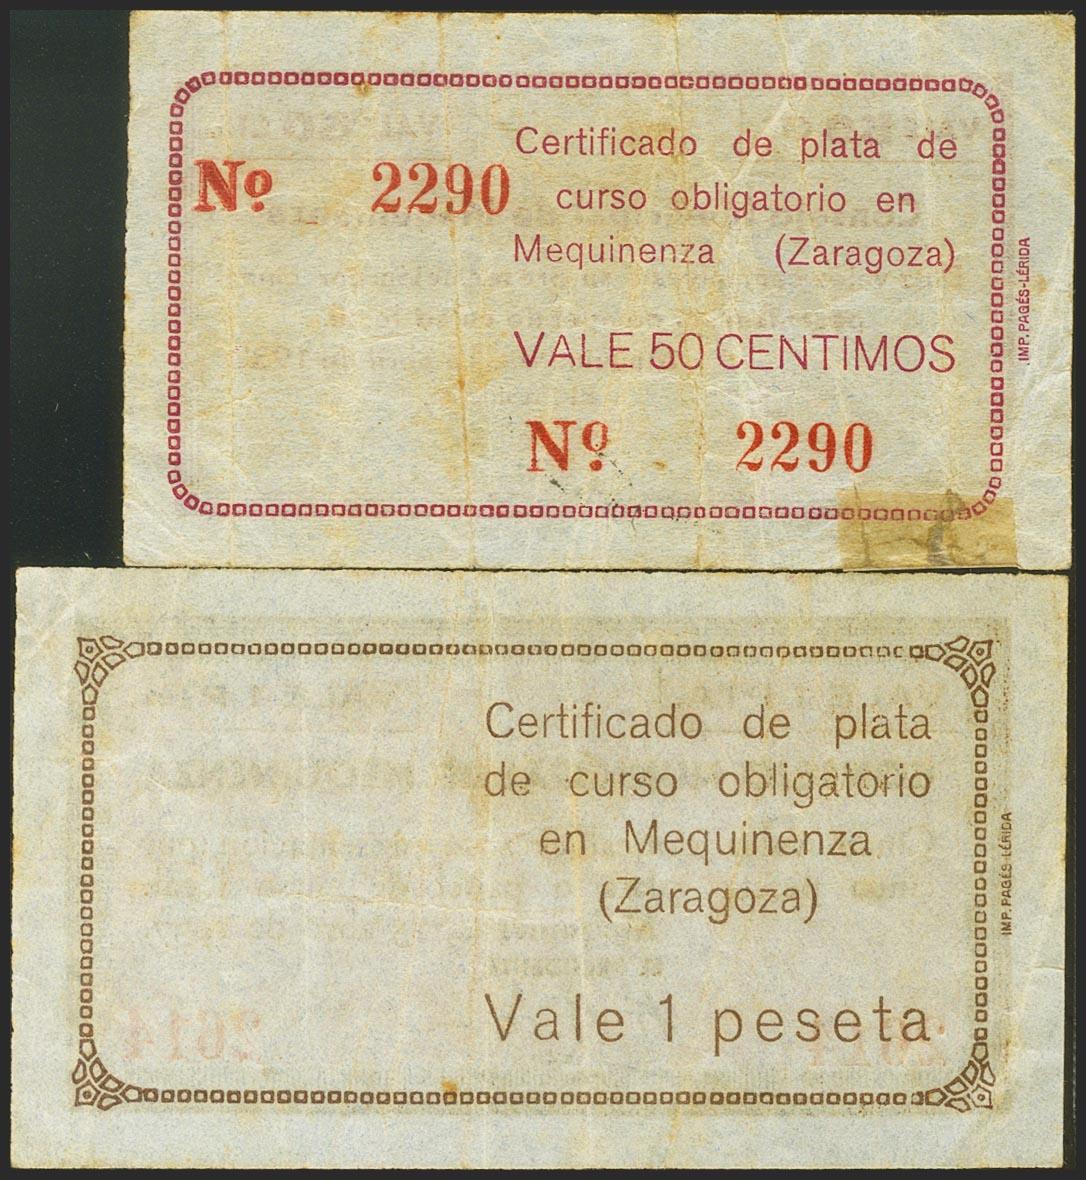 Certificado de plata de
Nº 2290 curso obligatorio en
Mequinenza (Zaragoza)
VALE 50 CENTIMOS
Nº 2290
IMP. PAGÉS-LÉRIDA
Certificado de plata
de curso obligatorio
en Mequinenza
(Zaragoza)
Vale 1 peseta
IMP. PAGÉS-LÉRIDA
2614